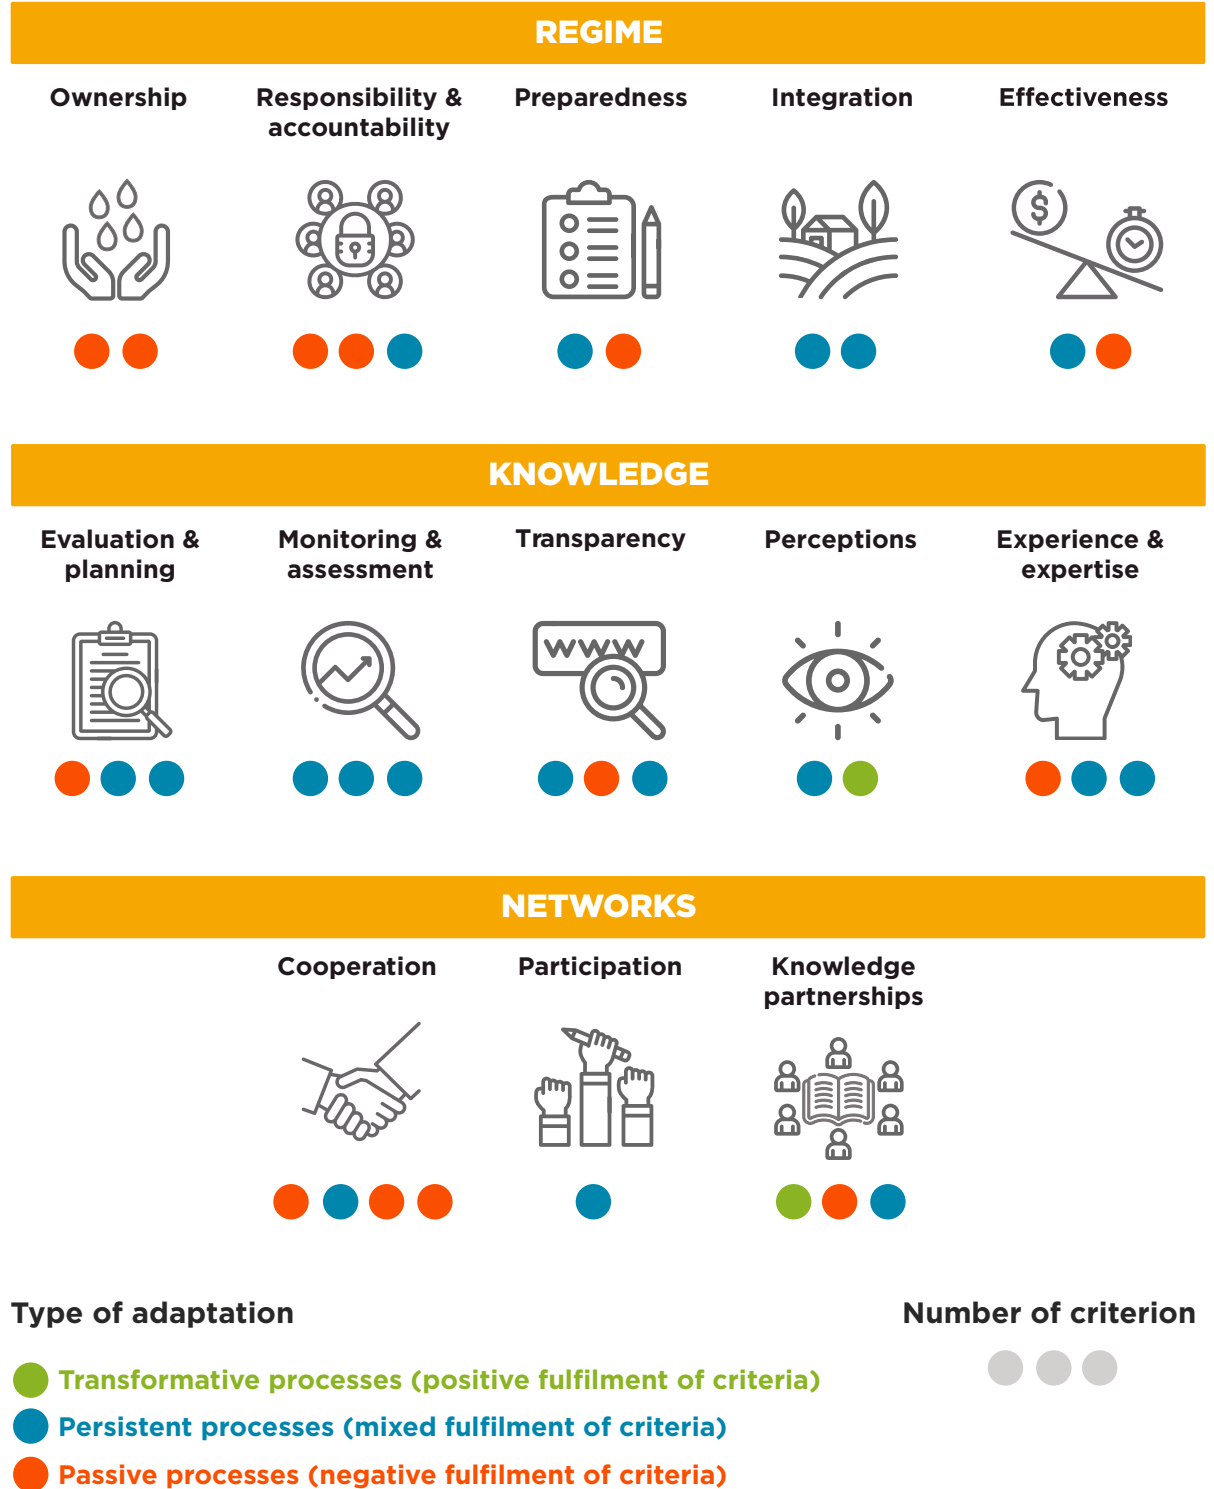 REGIME
Ownership
Responsibility &
accountability
Preparedness
Integration
Effectiveness
$
KNOWLEDGE
Evaluation &
planning
Monitoring &
assessment
Transparency
Perceptions
Experience &
expertise
WWW
NETWORKS
Cooperation
Participation
Knowledge
partnerships
Type of adaptation
Number of criterion
Transformative processes (positive fulfilment of criteria)
Persistent processes (mixed fulfilment of criteria)
Passive processes (negative fulfilment of criteria)